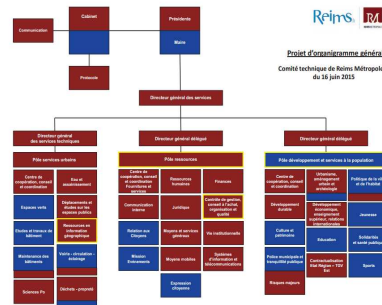 Reims
Cabinet
Présidente
Communication
Maire
Protocole
Projet d'organigramme général
Comité technique de Reims Métropole
du 16 juin 2015
Directeur général des services
Directeur général
des services techniques
Directeur général délégué
Directeur général délégué
Pôle services urbains
Pôle ressources
Pôle développement et services à la population
Centre de
coopération, conseil
et coordination
Eau et
assainissement
Espaces verts
Déplacements et
études sur les
espaces publics
Etudes et travaux de
bâtiment
Ressources en
information
géographique
Maintenance des
bâtiments
Voirie - circulation -
éclairage
Sciences Po
Déchets - propreté
Centre de
coopération, conseil
et coordination
Fournitures et
services
Ressources
humaines
Finances
Communication
interne
Juridique
Contrôle de gestion,
conseil d'achat,
organisation et
qualité
Relation aux
Citoyens
Moyens et services
généraux
Vie institutionnelle
Mission
Evènements
Moyens mobiles
Systèmes
d'information et
télécommunications
Expression
citoyenne
Centre de
coopération, conseil
et coordination
Urbanisme,
aménagement
urbain et
archéologie
Politique de la ville
et de l'habitat
Développement
durable
Développement
économique,
enseignement
supérieur, relations
internationales
Jeunesse
Culture et
patrimoine
Education
Solidarités
et santé publique
Police municipale et
tranquillité publique
Contractualisation
Vital Région - TGV
Est
Sports
Risques majeurs